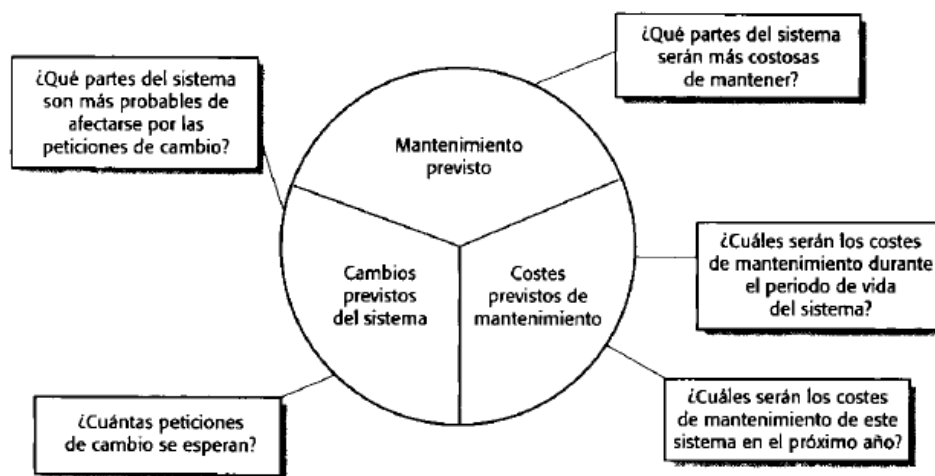 ¿Qué partes del sistema
serán más costosas
de mantener?
¿Qué partes del sistema
son más probables de
afectarse por las
peticiones de cambio?
Mantenimiento
previsto
¿Cuáles serán los costes
de mantenimiento durante
el periodo de vida
del sistema?
Cambios
previstos
del sistema
Costes
previstos de
mantenimiento
¿Cuántas peticiones
de cambio se esperan?
¿Cuáles serán los costes
de mantenimiento de este
sistema en el próximo año?